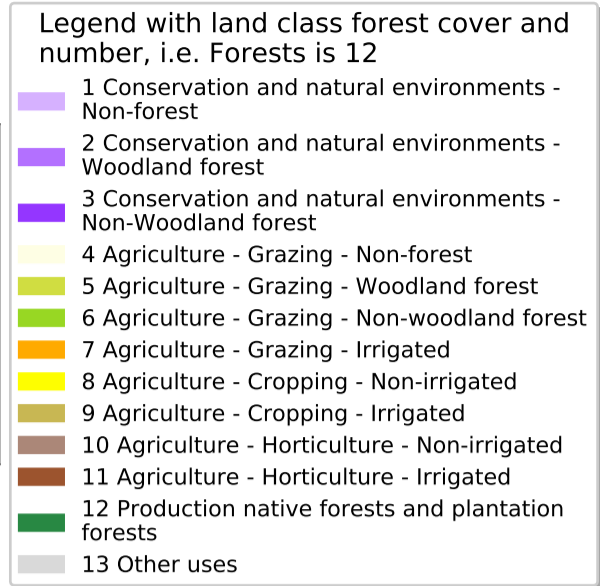 Legend with land class forest cover and
number, i.e. Forests is 12
1 Conservation and natural environments -
Non-forest
2 Conservation and natural environments -
Woodland forest
3 Conservation and natural environments -
Non-Woodland forest
4 Agriculture - Grazing - Non-forest
5 Agriculture - Grazing - Woodland forest
6 Agriculture - Grazing - Non-woodland forest
7 Agriculture - Grazing - Irrigated
8 Agriculture - Cropping - Non-irrigated
9 Agriculture - Cropping - Irrigated
10 Agriculture - Horticulture - Non-irrigated
11 Agriculture - Horticulture - Irrigated
12 Production native forests and plantation
forests
13 Other uses